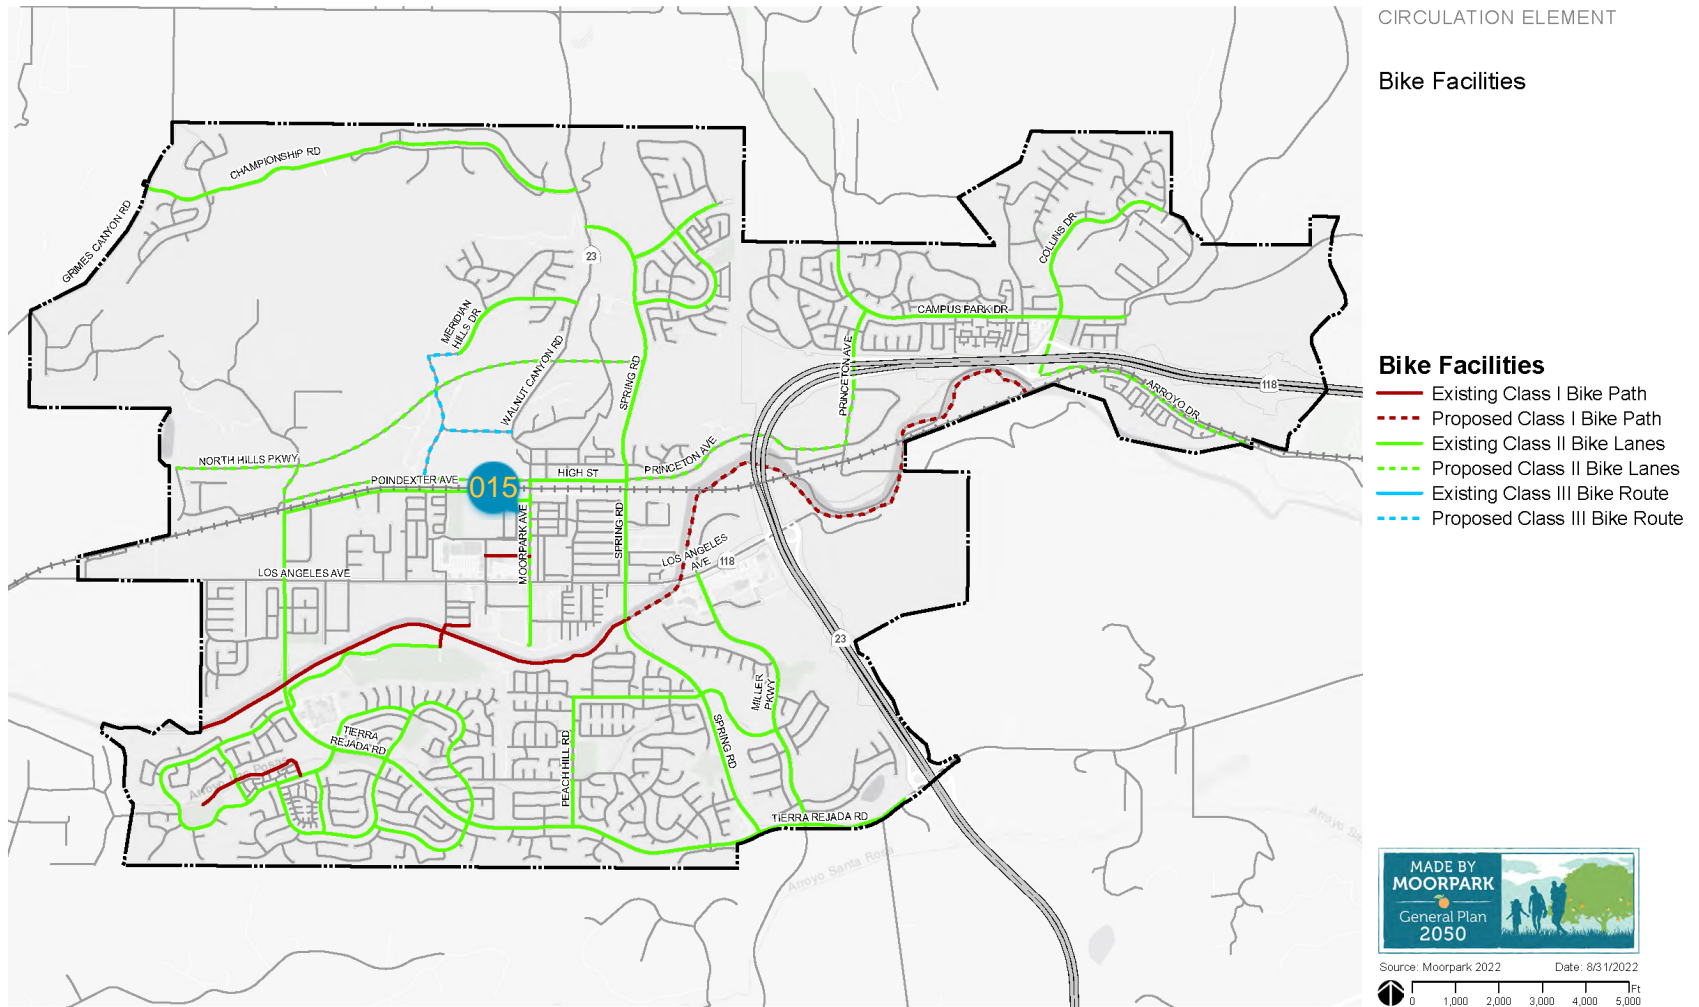 CIRCULATION ELEMENT
Bike Facilities
Bike Facilities
Existing Class I Bike Path
Proposed Class I Bike Path
Existing Class II Bike Lanes
Proposed Class II Bike Lanes
Existing Class III Bike Route
Proposed Class III Bike Route
CHAMPIONSHIP RD
GRIMES CANYON RD
23
COLLINS DR
MERIDIAN
HILLS DR
CAMPUS PARK DR
WALNUT CANYON RD
SPRING RD
PRINCETON AVE
118
ARROYO DR
NORTH HILLS PKWY
PRINCETON AVE
HIGH ST
POINDEXTER AVE
015
MOORPARK AVE
SPRING RD
LOS ANGELES
AVE
118
LOS ANGELES AVE
23
MILLER
PKWY
TIERRA
REJADA RD
SPRING RD
PEACH HILL RD
TIERRA REJADA RD
Arroyo Santa Rosa
MADE BY
MOORPARK
General Plan
2050
Source: Moorpark 2022
Date: 8/31/2022
Ft
0
1,000
2,000
3,000
4,000
5,000